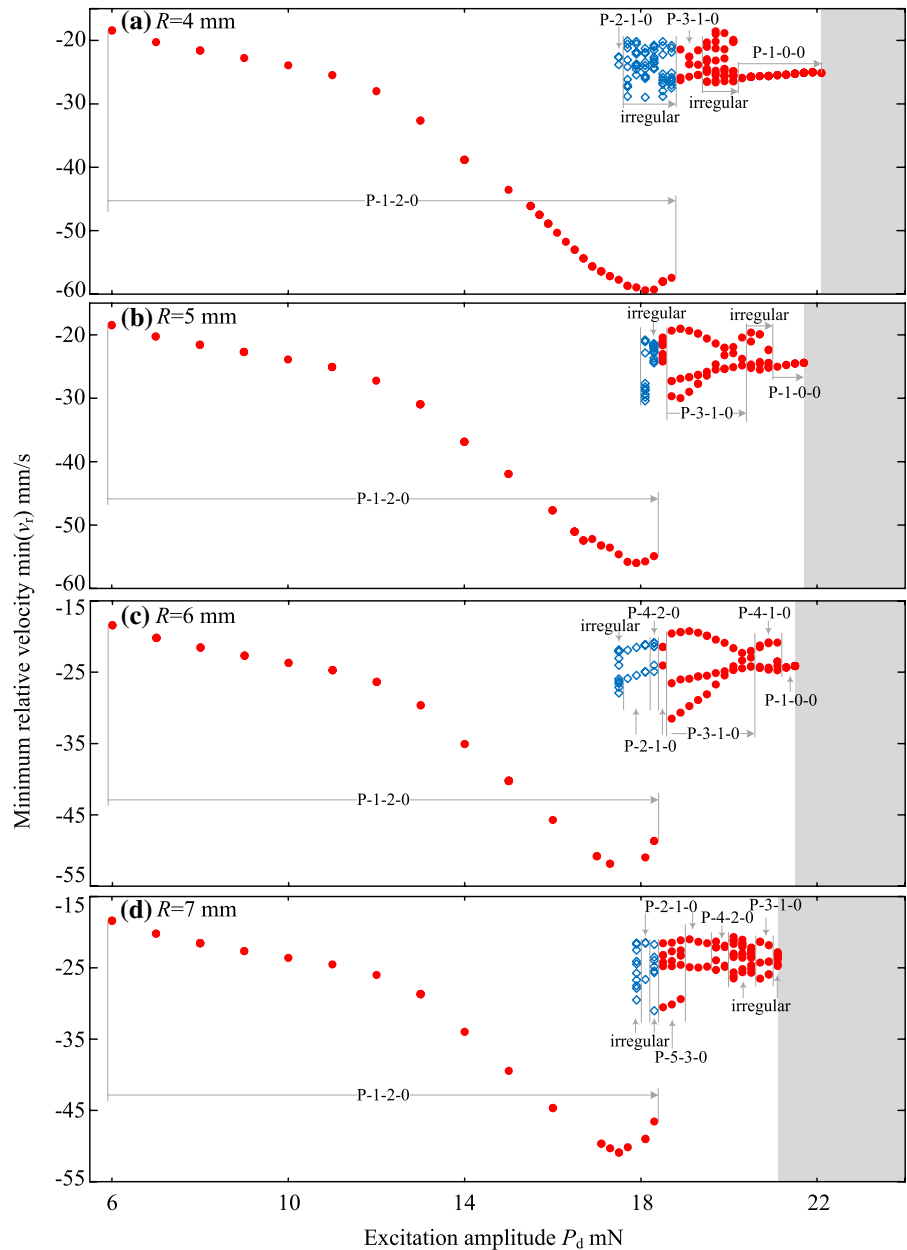 (a) R=4 mm
P-2-1-0
P-3-1-0
P-1-0-0
irregular
irregular
P-1-2-0
-20
-30
-40
-50
-60
(b) R=5 mm
irregular
irregular
P-1-0-0
P-3-1-0
P-1-2-0
-20
-30
-40
-50
-60
(c) R=6 mm
irregular
P-4-2-0
P-4-1-0
P-1-0-0
P-2-1-0
P-3-1-0
P-1-2-0
-15
-25
-35
-45
-55
(d) R=7 mm
P-2-1-0
P-4-2-0
P-3-1-0
irregular
irregular
P-5-3-0
P-1-2-0
-15
-25
-35
-45
-55
6
10
14
18
22
Minimum relative velocity min(vr) mm/s
Excitation amplitude Pd mN